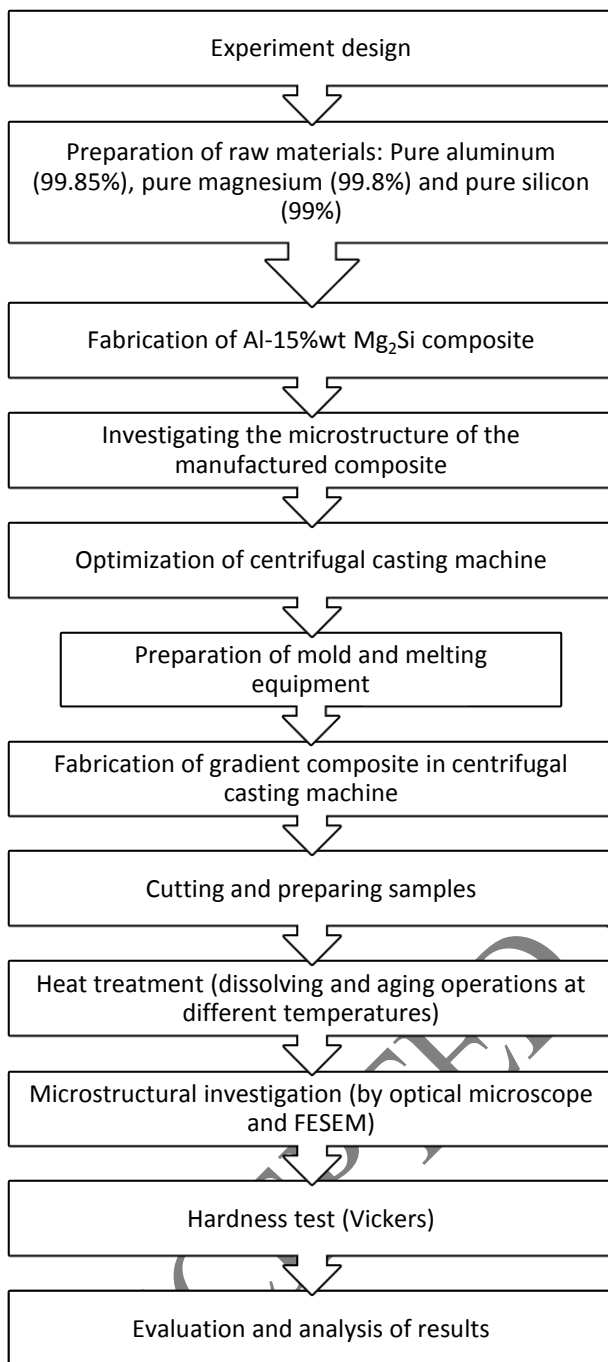 Experiment design
Preparation of raw materials: Pure aluminum
(99.85%), pure magnesium (99.8%) and pure silicon
(99%)
Fabrication of Al-15%wt Mg₂Si composite
Investigating the microstructure of the
manufactured composite
Optimization of centrifugal casting machine
Preparation of mold and melting
equipment
Fabrication of gradient composite in centrifugal
casting machine
Cutting and preparing samples
Heat treatment (dissolving and aging operations at
different temperatures)
Microstructural investigation (by optical microscope
and FESEM)
Hardness test (Vickers)
Evaluation and analysis of results